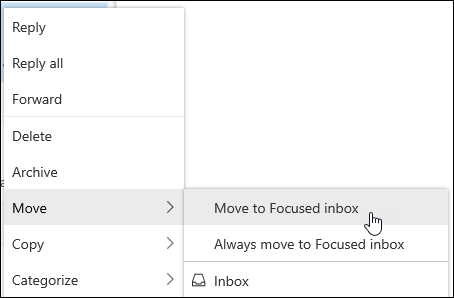 Reply
Reply all
Forward
Delete
Archive
Move
Move to Focused inbox
Copy
Always move to Focused inbox
Categorize
Inbox